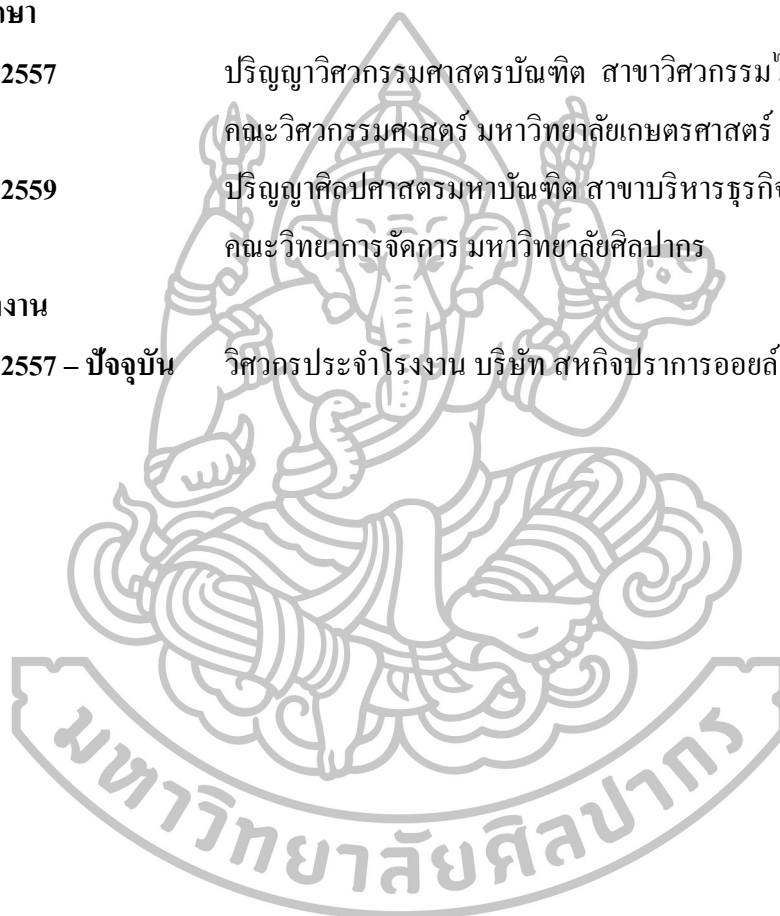 ษา
2557 ปริญญาวิศวกรรมศาสตรบัณฑิต สาขาวิศวกรรม
คณะวิศวกรรมศาสตร์ มหาวิทยาลัยเกษตรศาสตร์
2559 ปริญญาศิลปศาสตรมหาบัณฑิต สาขาบริหารธุรกิจ
คณะวิทยาการจัดการ มหาวิทยาลัยศิลปากร
งาน
2557 – ปัจจุบัน วิศวกรประจำโรงงาน บริษัท สหกิจปราการออยล์
มหาวิทยาลัยศิลปากร